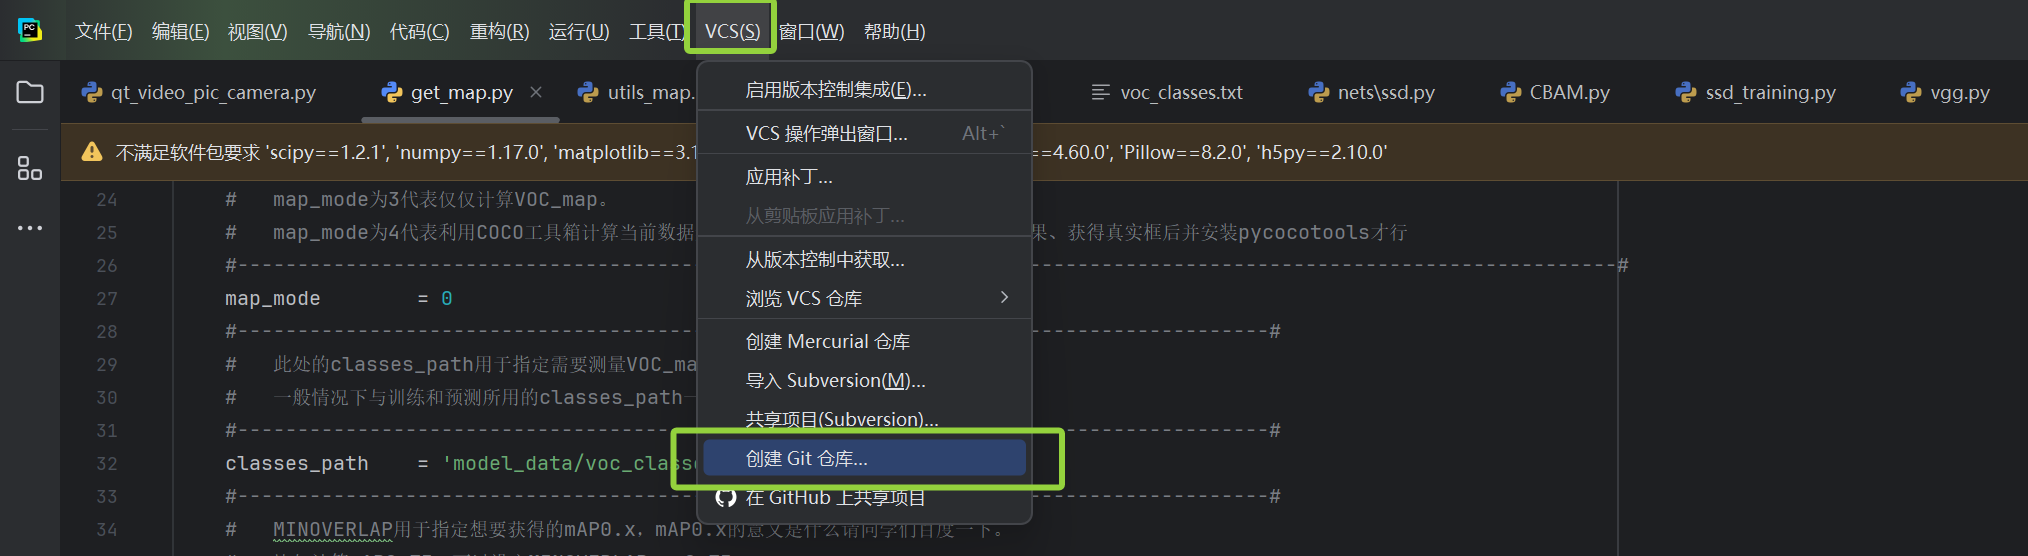 PC
文件(F) 编辑(E) 视图(V) 导航(N) 代码(C) 重构(R) 运行(U) 工具(T) VCS(S) 窗口(W) 帮助(H)
qt_video_pic_camera.py get_map.py utils_map. voc_classes.txt nets\ssd.py CBAM.py ssd_training.py vgg.py
启用版本控制集成(E)...
VCS 操作弹出窗口... Alt+`
应用补丁...
从剪贴板应用补丁...
从版本控制中获取...
浏览 VCS 仓库
创建 Mercurial 仓库
导入 Subversion(M)...
共享项目(Subversion)...
创建 Git 仓库...
在 GitHub 上共享项目
不满足软件包要求 'scipy==1.2.1', 'numpy==1.17.0', 'matplotlib==3.1 ==4.60.0', 'Pillow==8.2.0', 'h5py==2.10.0'
24 # map_mode为3代表仅仅计算VOC_map。
25 # map_mode为4代表利用COCO工具箱计算当前数据 果、获得真实框后并安装pycocotools才行
26 #---------------------------------------------------------------------------------------------------------------------#
27 map_mode = 0
28 #-----------------------------------------------------------------------------------#
29 # 此处的classes_path用于指定需要测量VOC_ma
30 # 一般情况下与训练和预测所用的classes_path一
31 #-----------------------------------------------------------------------------------#
32 classes_path = 'model_data/voc_classe
33 #-----------------------------------------------------------------------------------#
34 # MINOVERLAP用于指定想要获得的mAP0.x，mAP0.x的意义是什么请同学们百度一下。